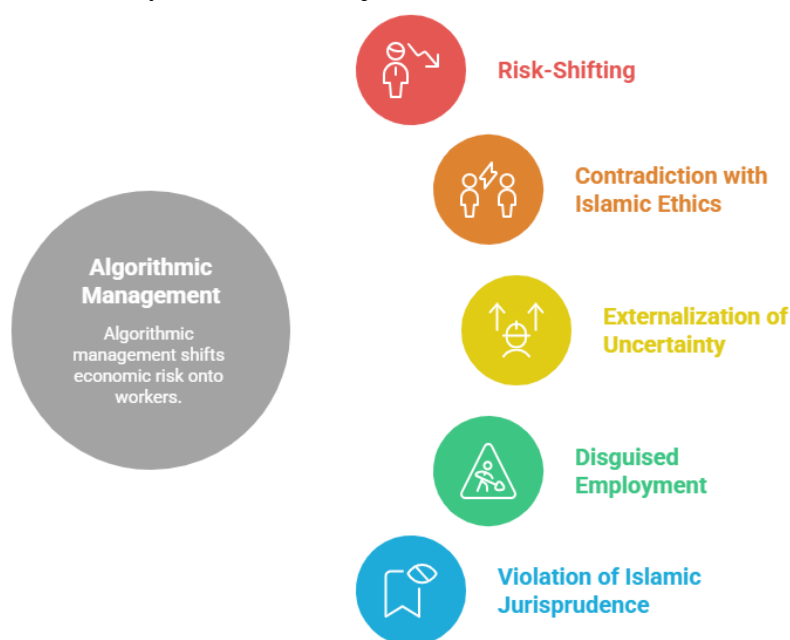 Risk-Shifting
Contradiction with
Islamic Ethics
Algorithmic
Management
Algorithmic
management shifts
economic risk onto
workers.
Externalization of
Uncertainty
Disguised
Employment
Violation of Islamic
Jurisprudence